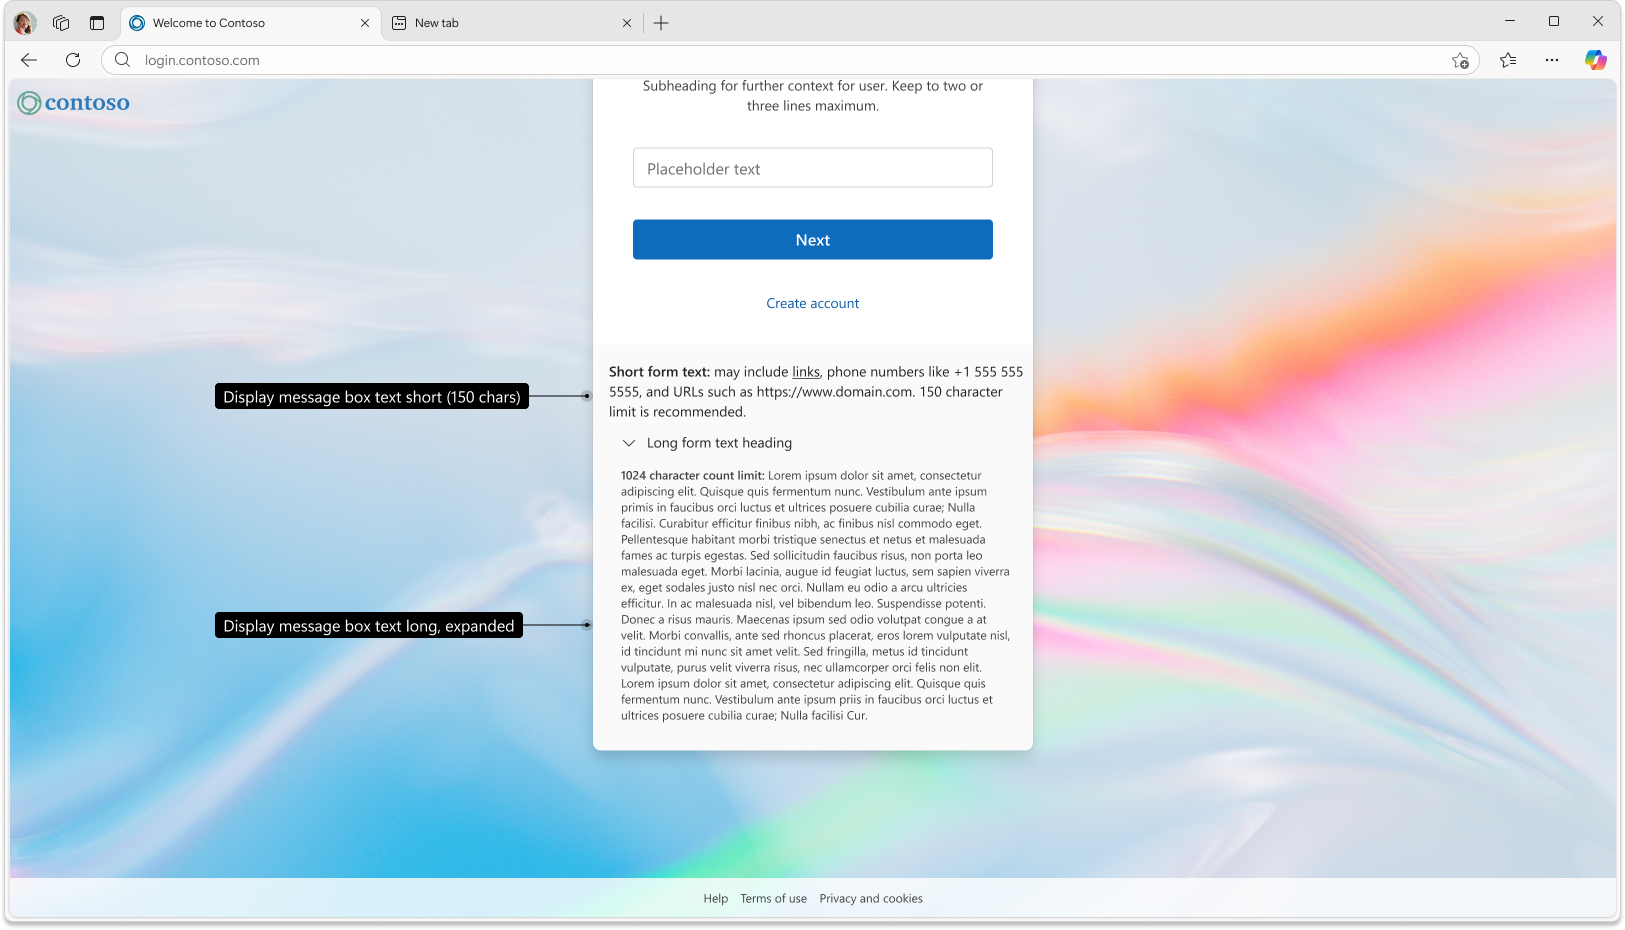 Welcome to Contoso
New tab
login.contoso.com
contoso
Subheading for further context for user. Keep to two or
three lines maximum.
Placeholder text
Next
Create account
Display message box text short (150 chars)
Short form text: may include links, phone numbers like +1 555 555
5555, and URLs such as https://www.domain.com. 150 character
limit is recommended.
Long form text heading
1024 character count limit: Lorem ipsum dolor sit amet, consectetur
adipiscing elit. Quisque quis fermentum nunc. Vestibulum ante ipsum
primis in faucibus orci luctus et ultrices posuere cubilia curae; Nulla
facilisi. Curabitur efficitur finibus nibh, ac finibus nisl commodo eget.
Pellentesque habitant morbi tristique senectus et netus et malesuada
fames ac turpis egestas. Sed sollicitudin faucibus risus, non porta leo
malesuada eget. Morbi lacinia, augue id feugiat luctus, sem sapien viverra
ex, eget sodales justo nisl nec orci. Nullam eu odio a arcu ultricies
efficitur. In ac malesuada nisl, vel bibendum leo. Suspendisse potenti.
Donec a risus mauris. Maecenas ipsum sed odio volutpat congue a at
velit. Morbi convallis, ante sed rhoncus placerat, eros lorem vulputate nisl,
id tincidunt mi nunc sit amet velit. Sed fringilla, metus id tincidunt
vulputate, purus velit viverra risus, nec ullamcorper orci felis non elit.
Lorem ipsum dolor sit amet, consectetur adipiscing elit. Quisque quis
fermentum nunc. Vestibulum ante ipsum priis in faucibus orci luctus et
ultrices posuere cubilia curae; Nulla facilisi Cur.
Display message box text long, expanded
Help Terms of use Privacy and cookies